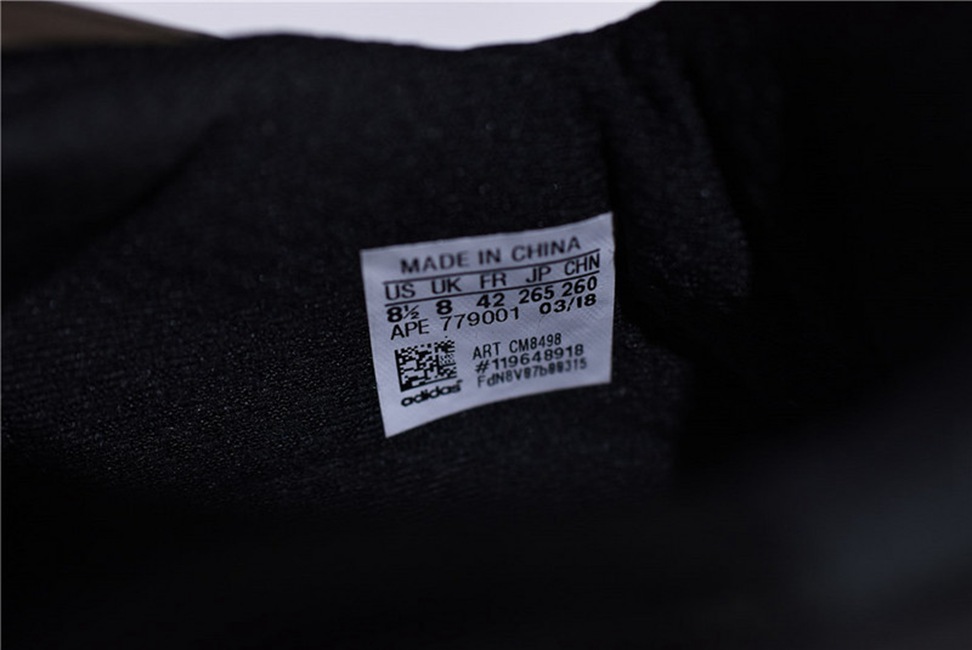 MADE IN CHINA
US UK FR JP CHN
8½ 8 42 265 260
APE 779001 03/18
ART CM8498
#119648918
FdN8V07b00315
adidas